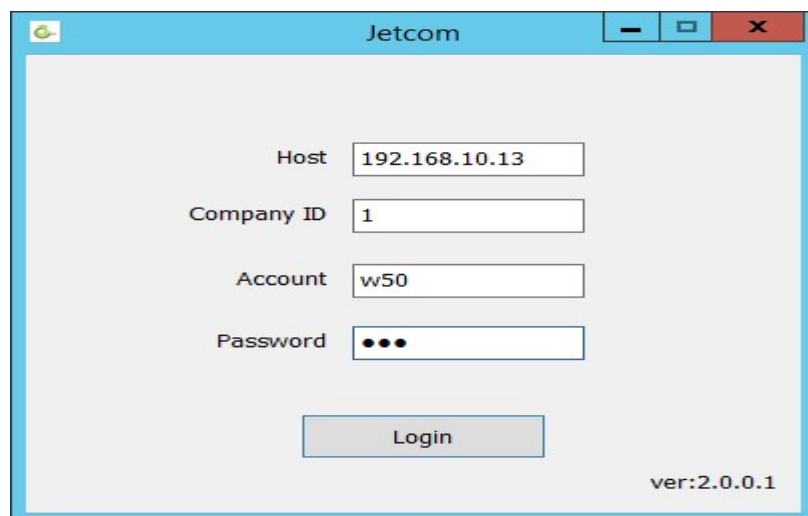 Jetcom
Host 192.168.10.13
Company ID 1
Account w50
Password •••
Login
ver:2.0.0.1